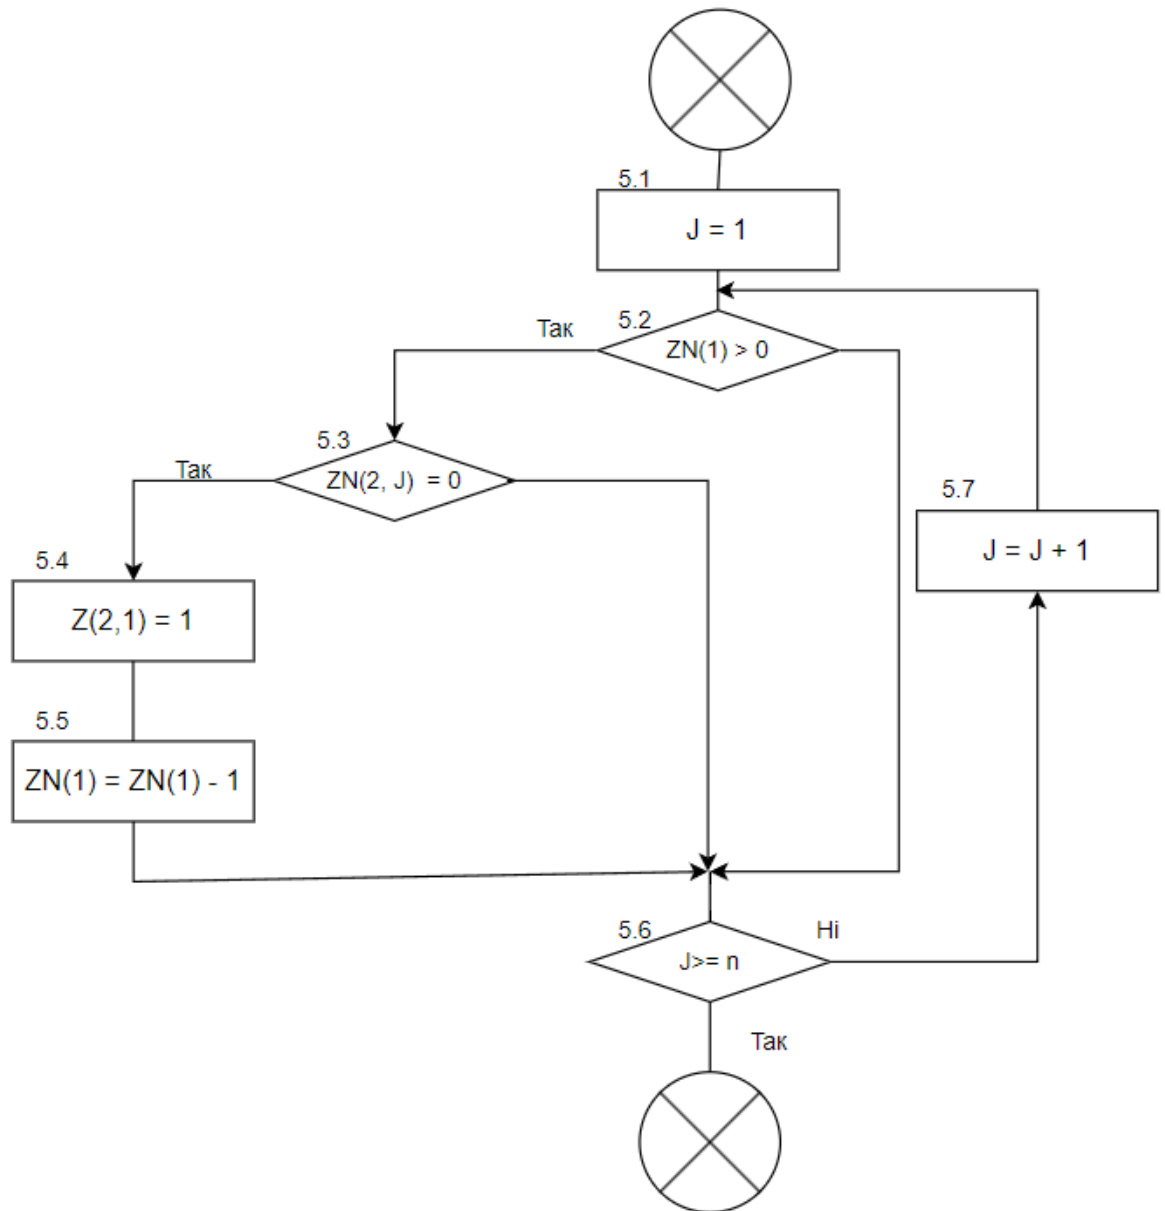 5.1
J = 1
5.2
Так
ZN(1) > 0
5.3
Так
ZN(2, J) = 0
5.7
J = J + 1
5.4
Z(2,1) = 1
5.5
ZN(1) = ZN(1) - 1
5.6
Ні
J>= n
Так